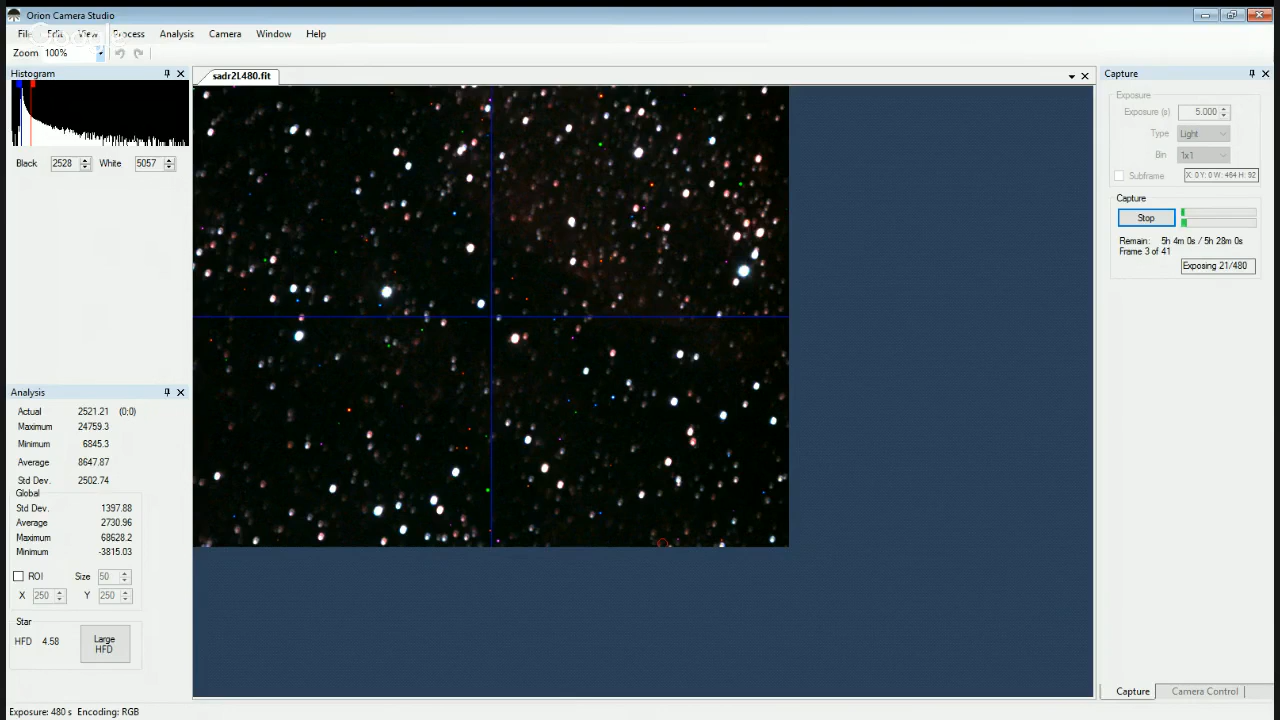 Orion Camera Studio
File Edit View Process Analysis Camera Window Help
Zoom 100%
Histogram
Black 2528 White 5057
sadr2L480.fit
Analysis
Actual 2521.21 (0:0)
Maximum 24759.3
Minimum 6845.3
Average 8647.87
Std Dev. 2502.74
Global
Std Dev. 1397.88
Average 2730.96
Maximum 68628.2
Minimum -3815.03
ROI Size 50
X 250 Y 250
Star
HFD 4.58 Large HFD
Capture
Exposure
Exposure (s) 5.000
Type Light
Bin 1x1
Subframe X: 0 Y: 0 W: 464 H: 92
Capture
Stop
Remain: 5h 4m 0s / 5h 28m 0s
Frame 3 of 41
Exposing 21/480
Capture Camera Control
Exposure: 480 s Encoding: RGB